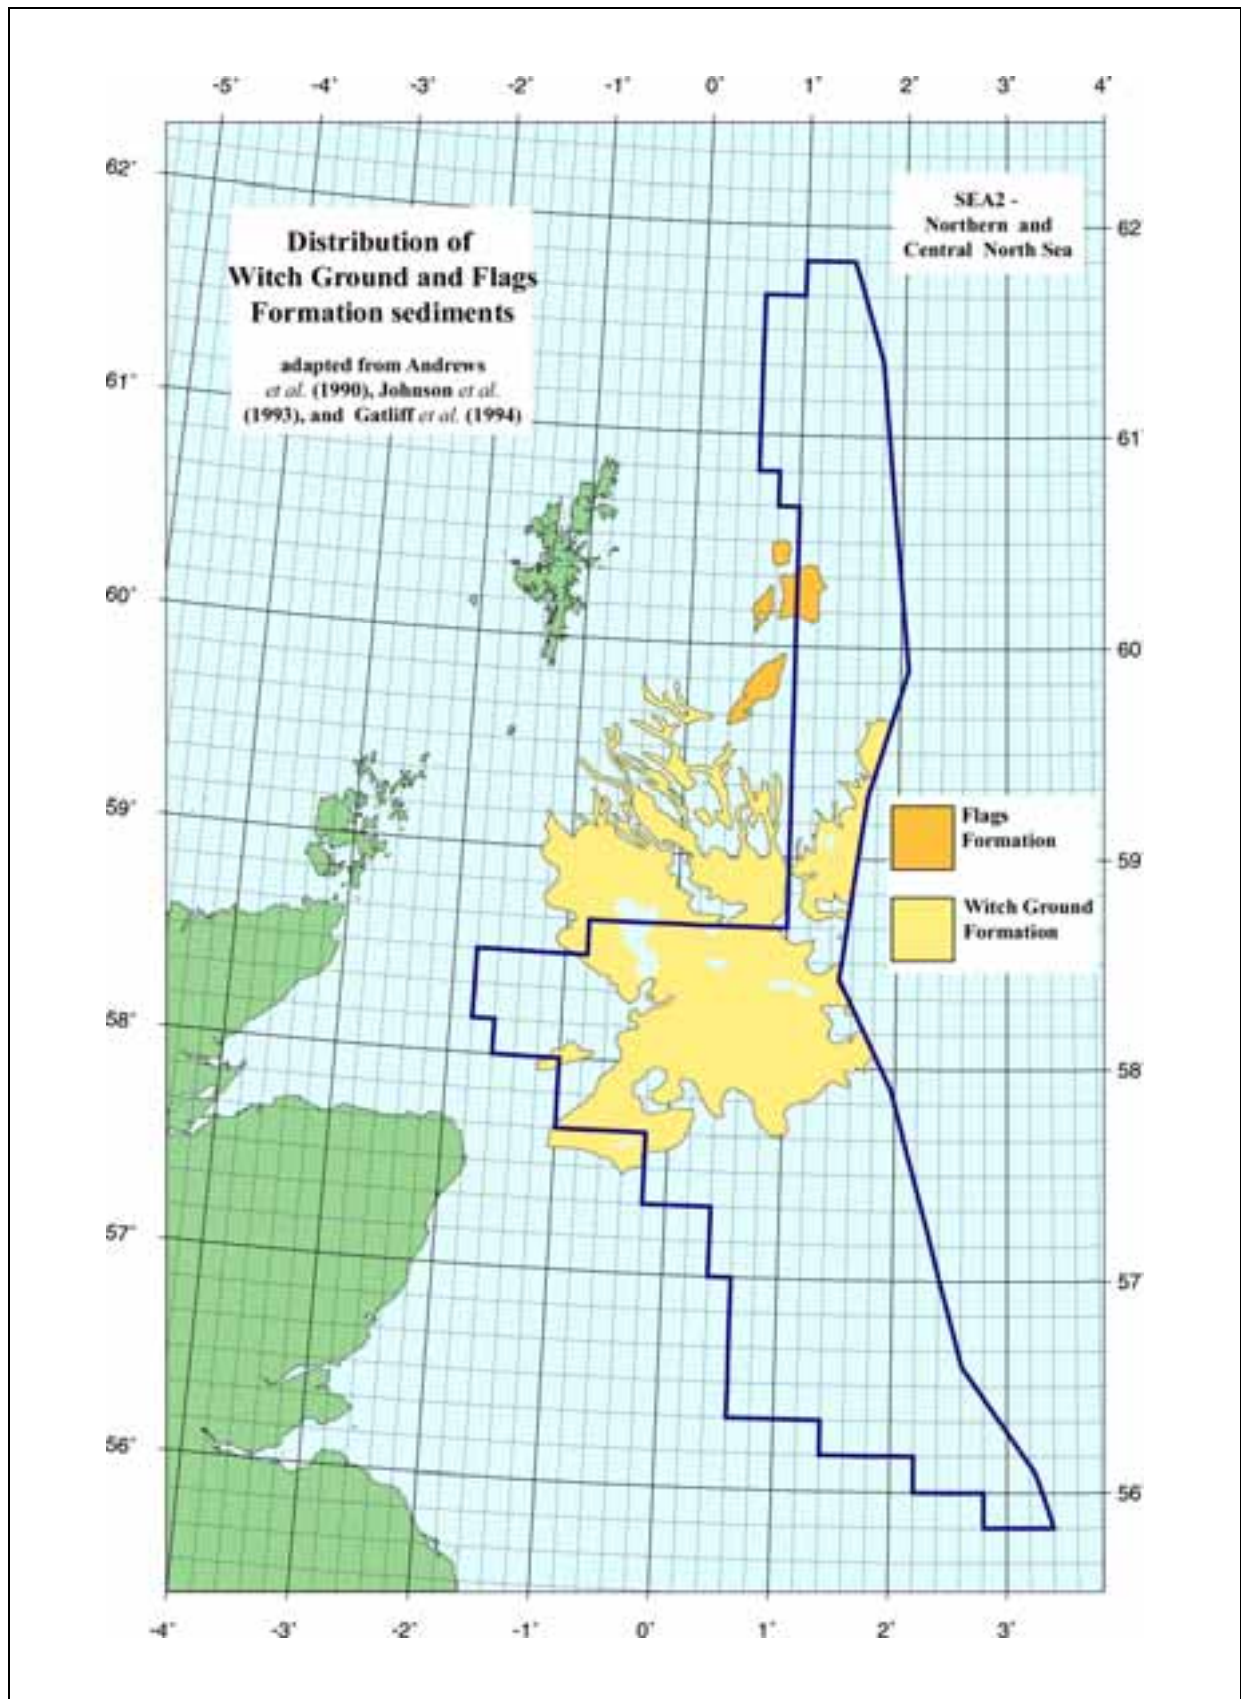 -5° -4° -3° -2° -1° 0° 1° 2° 3° 4°
62°
SEA2 -
Northern and
Central North Sea
62
Distribution of
Witch Ground and Flags
Formation sediments
adapted from Andrews
et al. (1990), Johnson et al.
(1993), and Gatliff et al. (1994)
61°
61
60°
60
59°
Flags
Formation
59
Witch Ground
Formation
58°
58
57°
57
56°
56
-4° -3° -2° -1° 0° 1° 2° 3°